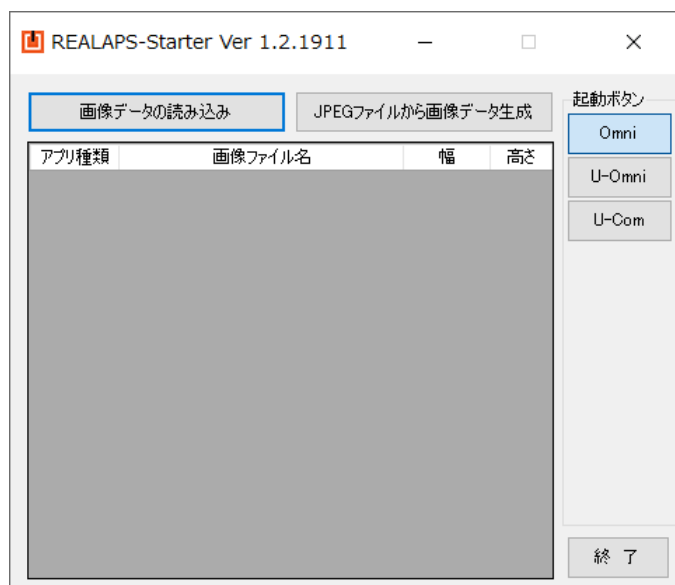 REALAPS-Starter Ver 1.2.1911
画像データの読み込み
JPEGファイルから画像データ生成
起動ボタン
Omni
U-Omni
U-Com
アプリ種類 画像ファイル名 幅 高さ
終 了